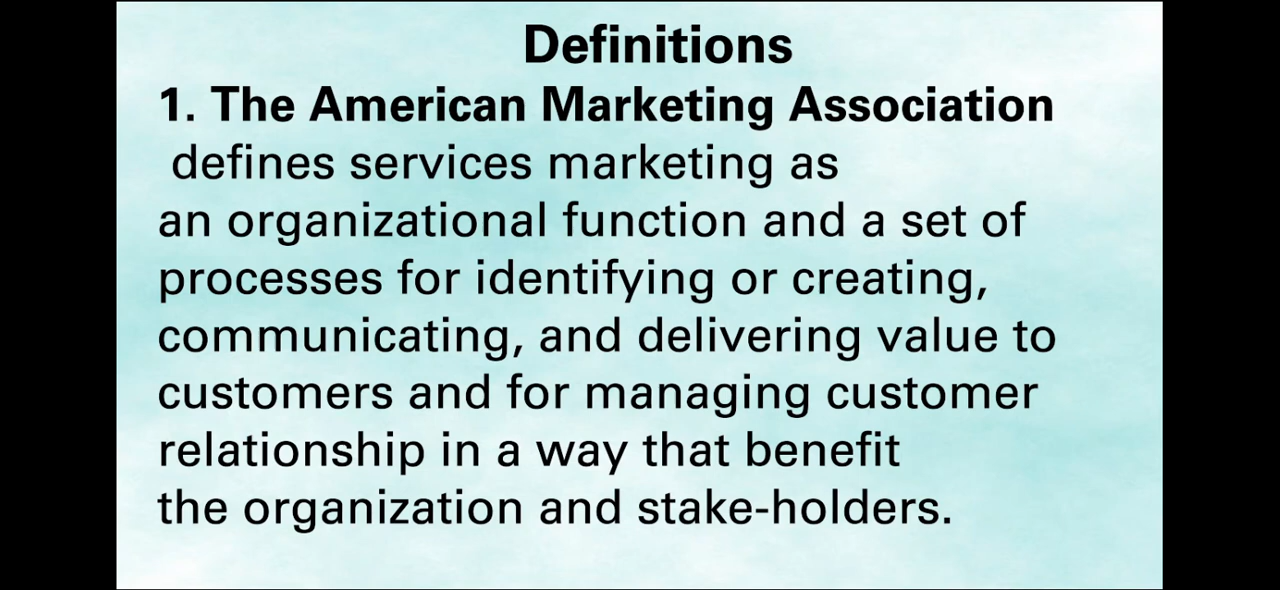 Definitions
1. The American Marketing Association
defines services marketing as
an organizational function and a set of
processes for identifying or creating,
communicating, and delivering value to
customers and for managing customer
relationship in a way that benefit
the organization and stake-holders.